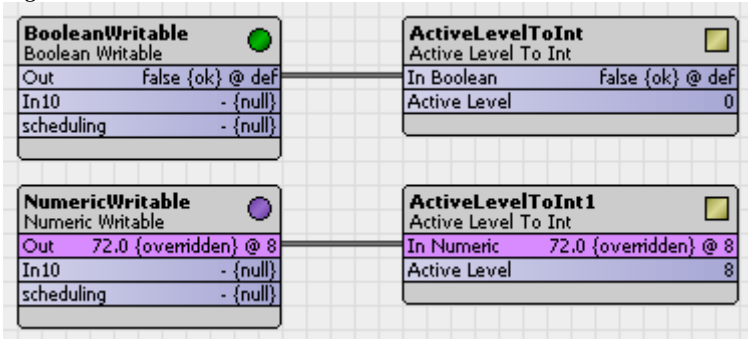 BooleanWritable
Boolean Writable
Out false {ok} @ def
In10 - {null}
scheduling - {null}
ActiveLevelToInt
Active Level To Int
In Boolean false {ok} @ def
Active Level 0
NumericWritable
Numeric Writable
Out 72.0 {overridden} @ 8
In10 - {null}
scheduling - {null}
ActiveLevelToInt1
Active Level To Int
In Numeric 72.0 {overridden} @ 8
Active Level 8